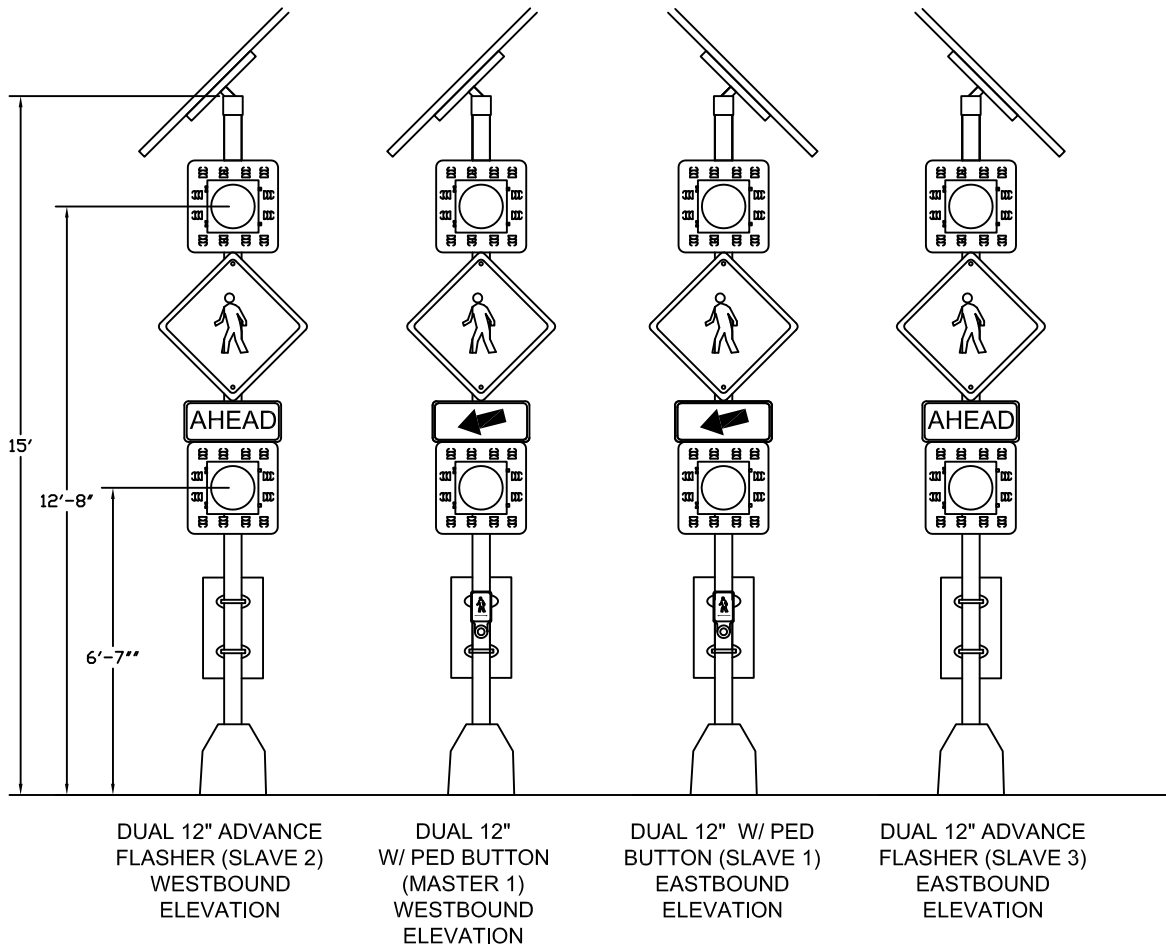 AHEAD
AHEAD
15'
12'-8"
6'-7""
DUAL 12" ADVANCE
FLASHER (SLAVE 2)
WESTBOUND
ELEVATION
DUAL 12"
W/ PED BUTTON
(MASTER 1)
WESTBOUND
ELEVATION
DUAL 12" W/ PED
BUTTON (SLAVE 1)
EASTBOUND
ELEVATION
DUAL 12" ADVANCE
FLASHER (SLAVE 3)
EASTBOUND
ELEVATION